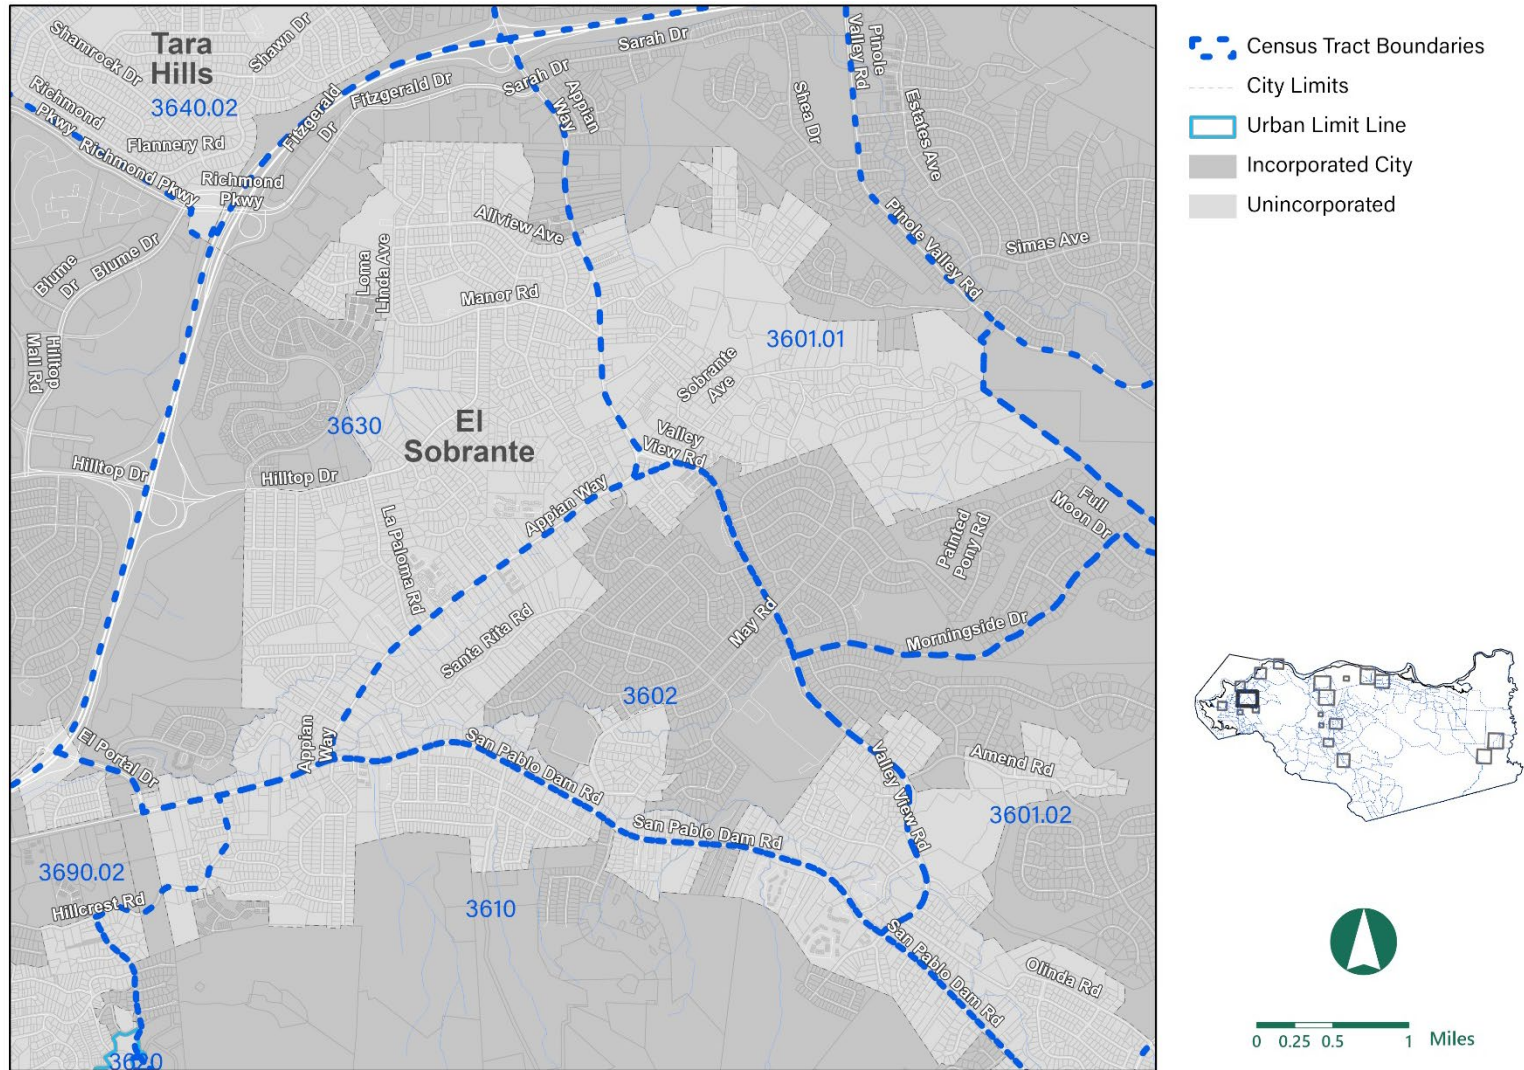 Tara
Hills
Shamrock Dr
Shawn Dr
3640.02
Richmond
Pkwy
Richmond Pkwy
Flannery Rd
Richmond
Pkwy
Fitzgerald
Dr
Fitzgerald Dr
Sarah Dr
Sarah Dr
Appian
Way
Shea Dr
Pinole
Valley Rd
Estates Ave
Pinole Valley Rd
Simas Ave
Blume
Dr
Blume Dr
Hilltop
Mall Rd
Loma
Linda Ave
Allview Ave
Manor Rd
3601.01
Sobrante
Ave
3630
El
Sobrante
Valley
View Rd
Hilltop Dr
Hilltop Dr
Appian Way
La Paloma Rd
Full
Moon Dr
Painted
Pony Rd
Santa Rita Rd
May Rd
Morningside Dr
3602
El Portal Dr
Appian
Way
San Pablo Dam Rd
Valley View Rd
Amend Rd
3601.02
San Pablo Dam Rd
3690.02
Hillcrest Rd
3610
San Pablo Dam Rd
Olinda Rd
3620
Census Tract Boundaries
City Limits
Urban Limit Line
Incorporated City
Unincorporated
0 0.25 0.5 1 Miles